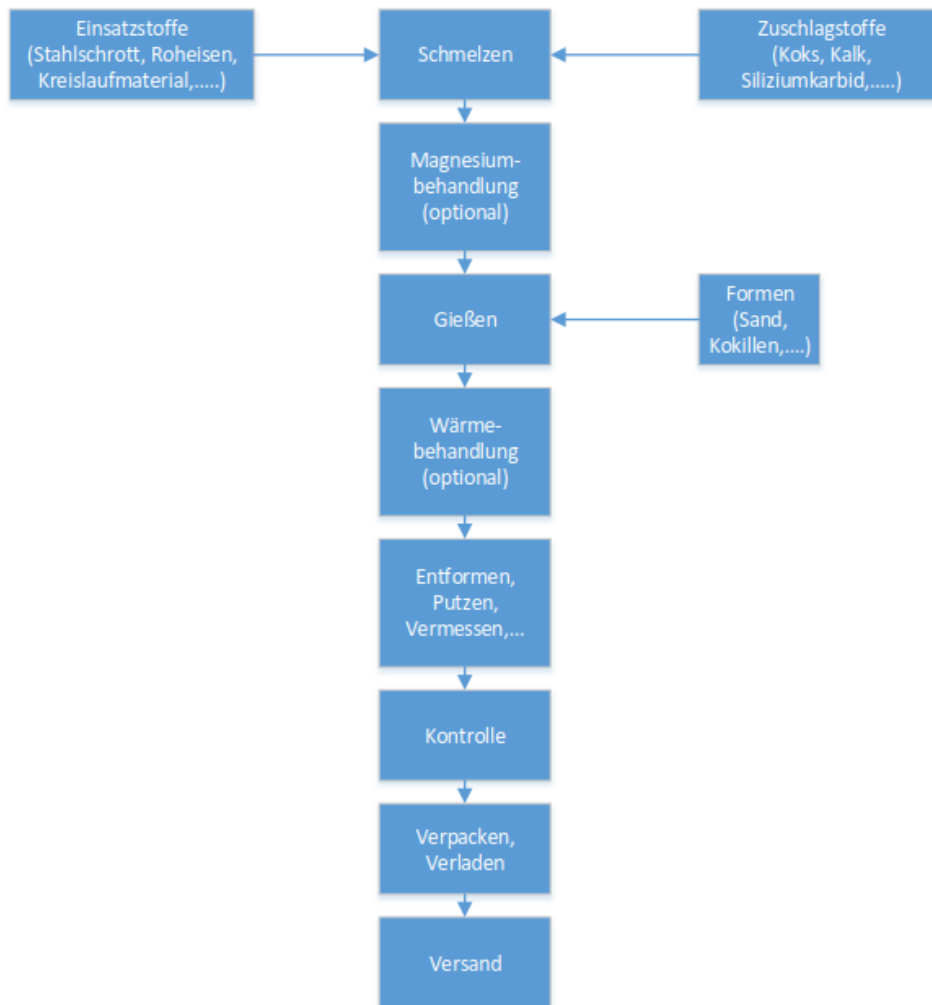 Einsatzstoffe
(Stahlschrott, Roheisen,
Kreislaufmaterial,.....)
Schmelzen
Zuschlagstoffe
(Koks, Kalk,
Siliziumkarbid,.....)
Magnesium-
behandlung
(optional)
Gießen
Formen
(Sand,
Kokillen,....)
Wärme-
behandlung
(optional)
Entformen,
Putzen,
Vermessen,...
Kontrolle
Verpacken,
Verladen
Versand